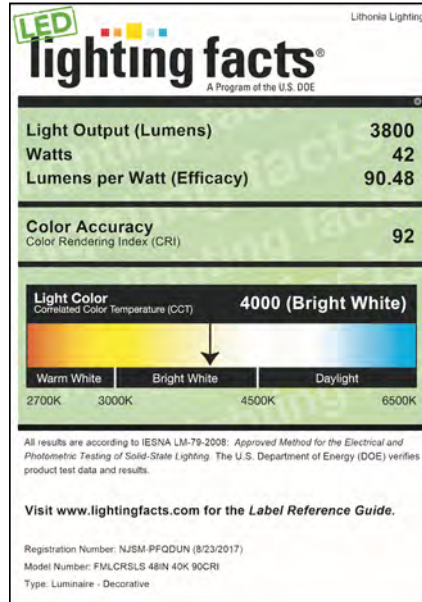 LED
Lithonia Lighting
lighting facts®
A Program of the U.S. DOE
Light Output (Lumens) 3800
Watts 42
Lumens per Watt (Efficacy) 90.48
Color Accuracy
Color Rendering Index (CRI) 92
Light Color
Correlated Color Temperature (CCT) 4000 (Bright White)
Warm White Bright White Daylight
2700K 3000K 4500K 6500K
All results are according to IESNA LM-79-2008: Approved Method for the Electrical and
Photometric Testing of Solid-State Lighting. The U.S. Department of Energy (DOE) verifies
product test data and results.
Visit www.lightingfacts.com for the Label Reference Guide.
Registration Number: NJSM-PFQDUN (8/23/2017)
Model Number: FMLCRSLS 48IN 40K 90CRI
Type: Luminaire - Decorative